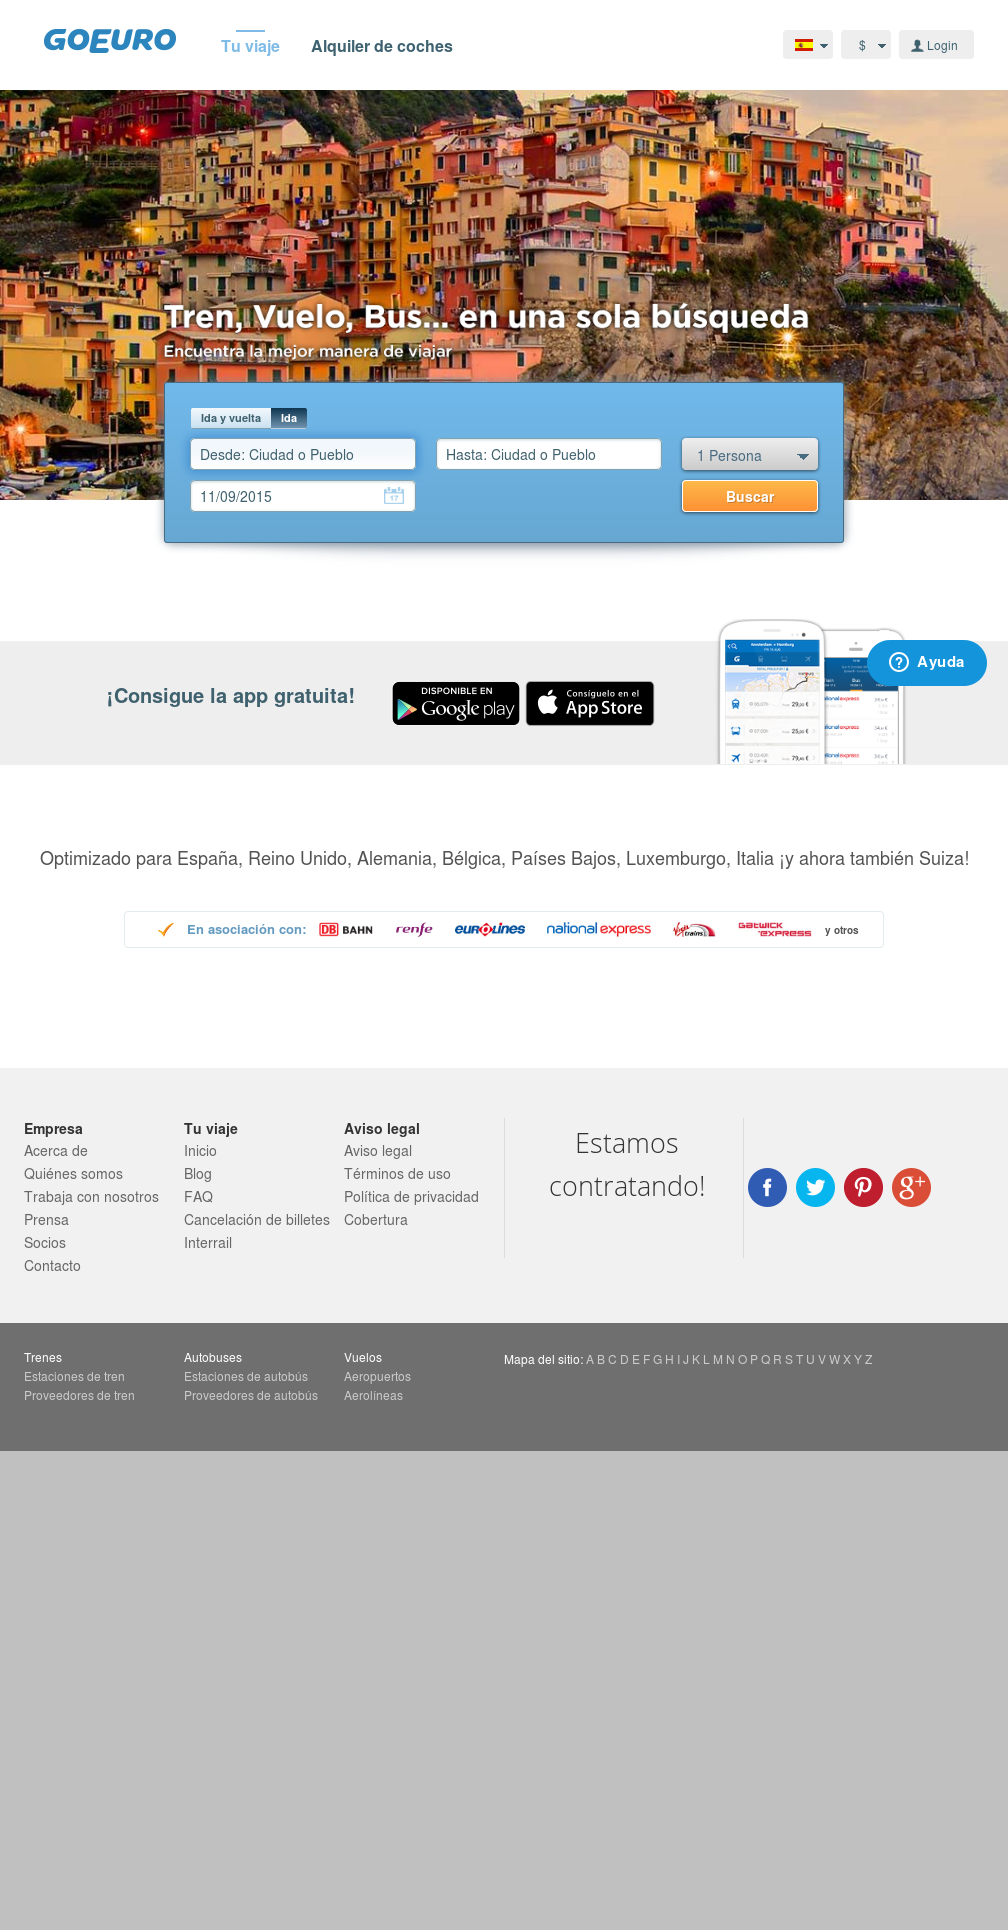 GOEURO
Tu viaje
Alquiler de coches
$
Login
Tren, Vuelo, Bus... en una sola búsqueda
Encuentra la mejor manera de viajar
Ida y vuelta
Ida
Desde: Ciudad o Pueblo
Hasta: Ciudad o Pueblo
1 Persona
11/09/2015
17
Buscar
¡Consigue la app gratuita!
DISPONIBLE EN
Google play
Consíguelo en el
App Store
Ayuda
Optimizado para España, Reino Unido, Alemania, Bélgica, Países Bajos, Luxemburgo, Italia ¡y ahora también Suiza!
En asociación con:
DB BAHN
renfe
EUROLINES
national express
Virgin trains
GATWICK EXPRESS
y otros
Empresa
Acerca de
Quiénes somos
Trabaja con nosotros
Prensa
Socios
Contacto
Tu viaje
Inicio
Blog
FAQ
Cancelación de billetes
Interrail
Aviso legal
Aviso legal
Términos de uso
Política de privacidad
Cobertura
Estamos
contratando!
Trenes
Estaciones de tren
Proveedores de tren
Autobuses
Estaciones de autobús
Proveedores de autobús
Vuelos
Aeropuertos
Aerolíneas
Mapa del sitio: A B C D E F G H I J K L M N O P Q R S T U V W X Y Z